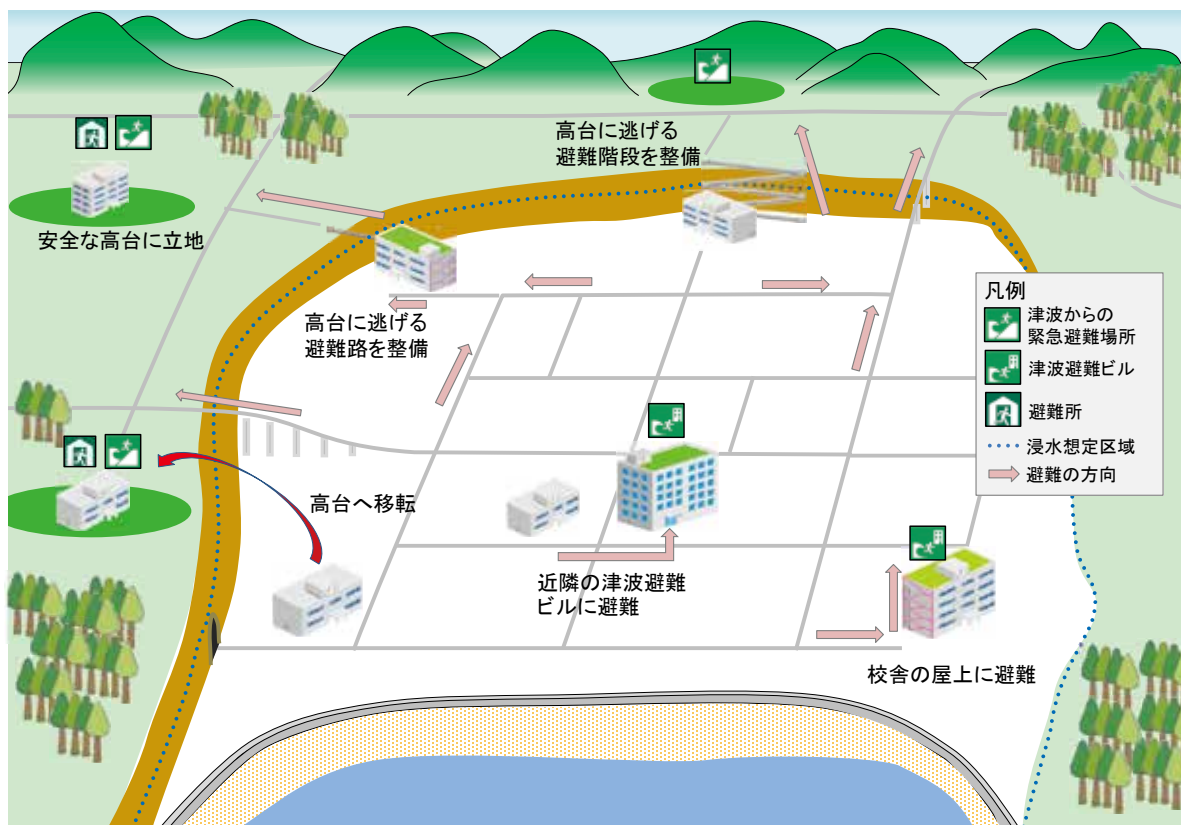 高台に逃げる
避難階段を整備
安全な高台に立地
高台に逃げる
避難路を整備
凡例
津波からの
緊急避難場所
津波避難ビル
避難所
浸水想定区域
避難の方向
高台へ移転
近隣の津波避難
ビルに避難
校舎の屋上に避難